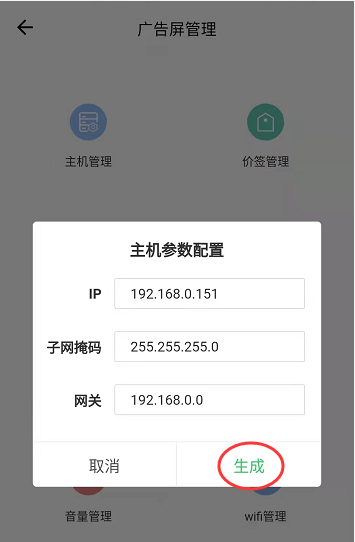 广告屏管理
主机管理
价签管理
主机参数配置
IP
192.168.0.151
子网掩码
255.255.255.0
网关
192.168.0.0
取消
生成
音量管理
wifi管理